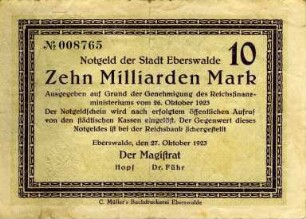 № 008765
Notgeld der Stadt Eberswalde 10
Zehn Milliarden Mark
Ausgegeben auf Grund der Genehmigung des Reichsfinanz-
ministeriums vom 26. Oktober 1923
Der Notgeldschein wird nach erfolgtem öffentlichen Aufruf
von den städtischen Kassen eingelöst. Der Gegenwert dieses
Notgeldes ist bei der Reichsbank sichergestellt
Eberswalde, den 27. Oktober 1923
Der Magistrat
Hopf Dr. Führ
C. Müller's Buchdruckerei Eberswalde